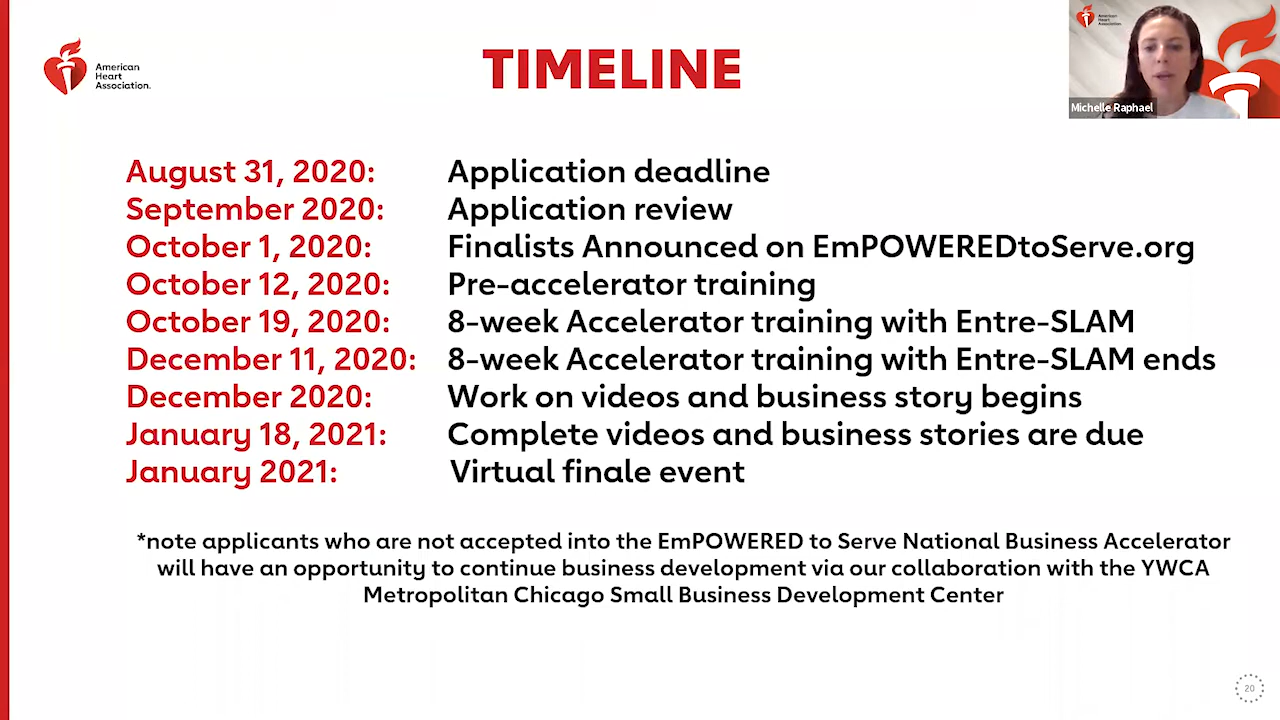 American
Heart
Association.
TIMELINE
American
Heart
Association.
Michelle Raphael
August 31, 2020: Application deadline
September 2020: Application review
October 1, 2020: Finalists Announced on EmPOWEREDtoServe.org
October 12, 2020: Pre-accelerator training
October 19, 2020: 8-week Accelerator training with Entre-SLAM
December 11, 2020: 8-week Accelerator training with Entre-SLAM ends
December 2020: Work on videos and business story begins
January 18, 2021: Complete videos and business stories are due
January 2021: Virtual finale event
*note applicants who are not accepted into the EmPOWERED to Serve National Business Accelerator
will have an opportunity to continue business development via our collaboration with the YWCA
Metropolitan Chicago Small Business Development Center
20